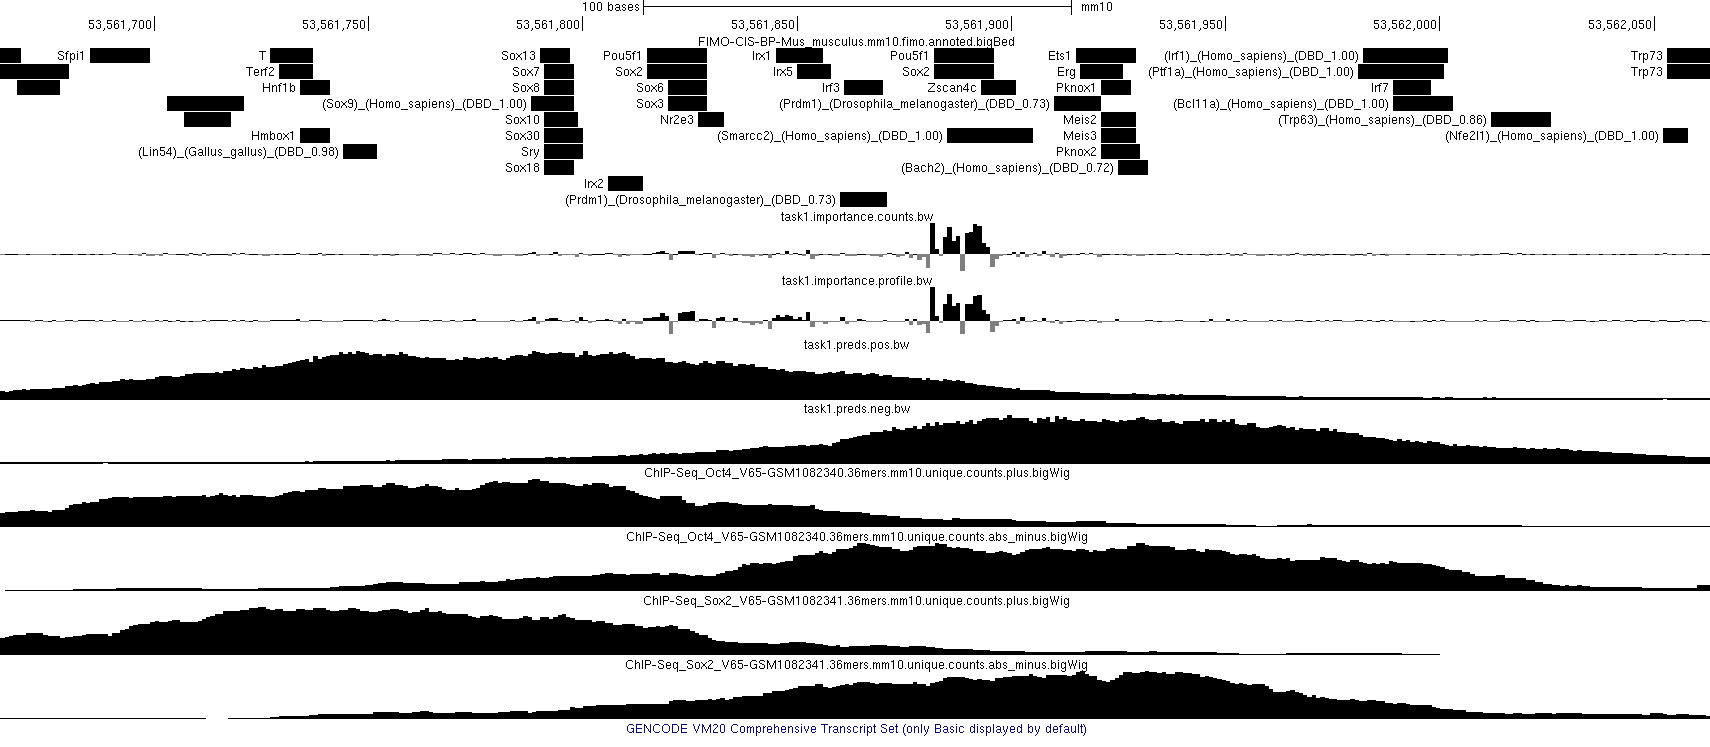 100 bases mm10
53,561,700 53,561,750 53,561,800 53,561,850 53,561,900 53,561,950 53,562,000 53,562,050
FIMO-CIS-BP-Mus_musculus.mm10.fimo.annoted.bigBed
Sfpi1 T Sox13 Pou5f1 Irx1 Pou5f1 Ets1 (Irf1)_(Homo_sapiens)_(DBD_1.00) Trp73
Terf2 Sox7 Sox2 Irx5 Sox2 Erg (Ptf1a)_(Homo_sapiens)_(DBD_1.00) Trp73
Hnf1b Sox8 Sox6 Irf3 Zscan4c Pknox1 Irf7
(Sox9)_(Homo_sapiens)_(DBD_1.00) Sox3 (Prdm1)_(Drosophila_melanogaster)_(DBD_0.73) (Bcl11a)_(Homo_sapiens)_(DBD_1.00)
Sox10 Nr2e3 Meis2 (Trp63)_(Homo_sapiens)_(DBD_0.86)
Hmbox1 Sox30 (Smarcc2)_(Homo_sapiens)_(DBD_1.00) Meis3 (Nfe2l1)_(Homo_sapiens)_(DBD_1.00)
(Lin54)_(Gallus_gallus)_(DBD_0.98) Sry Pknox2
Sox18 (Bach2)_(Homo_sapiens)_(DBD_0.72)
Irx2
(Prdm1)_(Drosophila_melanogaster)_(DBD_0.73)
task1.importance.counts.bw
task1.importance.profile.bw
task1.preds.pos.bw
task1.preds.neg.bw
ChIP-Seq_Oct4_V65-GSM1082340.36mers.mm10.unique.counts.plus.bigWig
ChIP-Seq_Oct4_V65-GSM1082340.36mers.mm10.unique.counts.abs_minus.bigWig
ChIP-Seq_Sox2_V65-GSM1082341.36mers.mm10.unique.counts.plus.bigWig
ChIP-Seq_Sox2_V65-GSM1082341.36mers.mm10.unique.counts.abs_minus.bigWig
GENCODE VM20 Comprehensive Transcript Set (only Basic displayed by default)